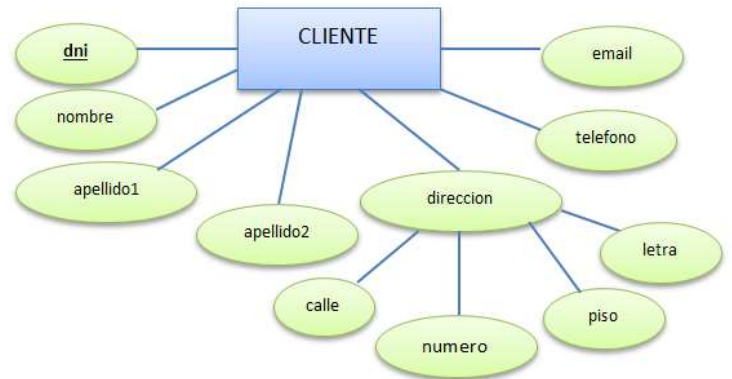 CLIENTE
dni
email
nombre
telefono
apellido1
direccion
apellido2
letra
calle
piso
numero